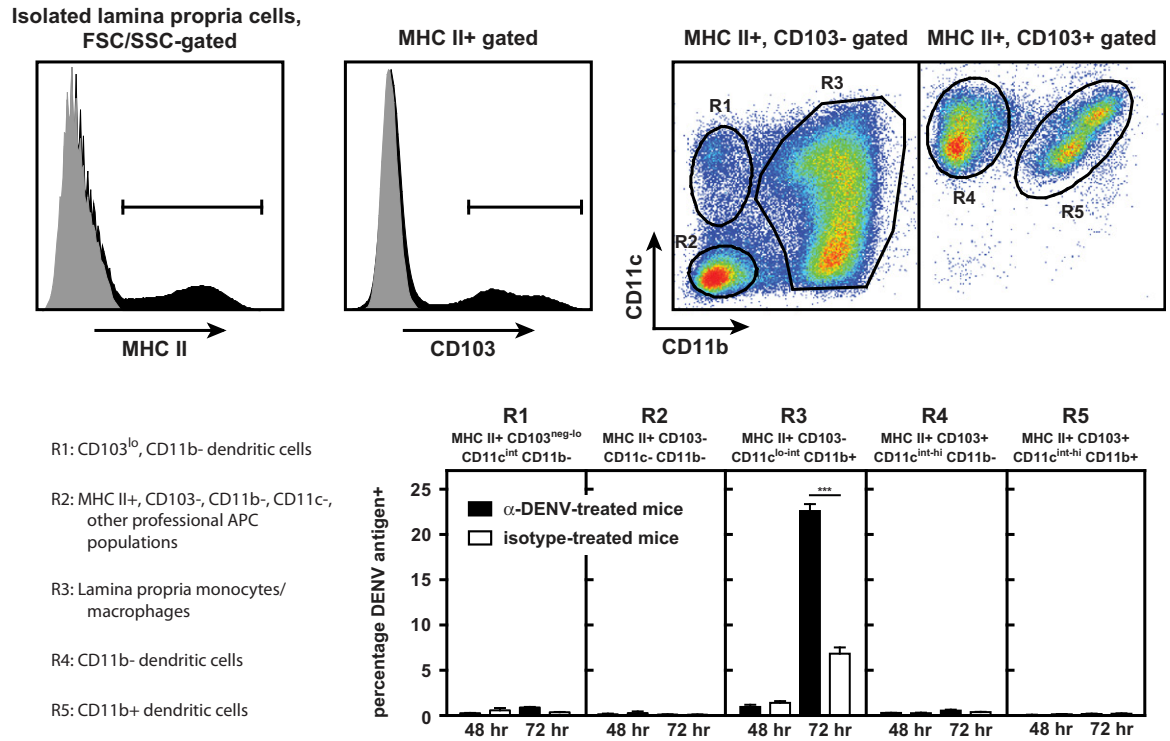 Isolated lamina propria cells,
FSC/SSC-gated
MHC II+ gated
MHC II+, CD103- gated
MHC II+, CD103+ gated
R1
R2
R3
R4
R5
MHC II
CD103
CD11c
CD11b
R1: CD103lo, CD11b- dendritic cells
R2: MHC II+, CD103-, CD11b-, CD11c-,
other professional APC
populations
R3: Lamina propria monocytes/
macrophages
R4: CD11b- dendritic cells
R5: CD11b+ dendritic cells
R1
MHC II+ CD103neg-lo
CD11cint CD11b-
R2
MHC II+ CD103-
CD11c- CD11b-
R3
MHC II+ CD103-
CD11clo-int CD11b+
R4
MHC II+ CD103+
CD11cint-hi CD11b-
R5
MHC II+ CD103+
CD11cint-hi CD11b+
percentage DENV antigen+
25
20
15
10
5
0
α-DENV-treated mice
isotype-treated mice
***
48 hr 72 hr
48 hr 72 hr
48 hr 72 hr
48 hr 72 hr
48 hr 72 hr